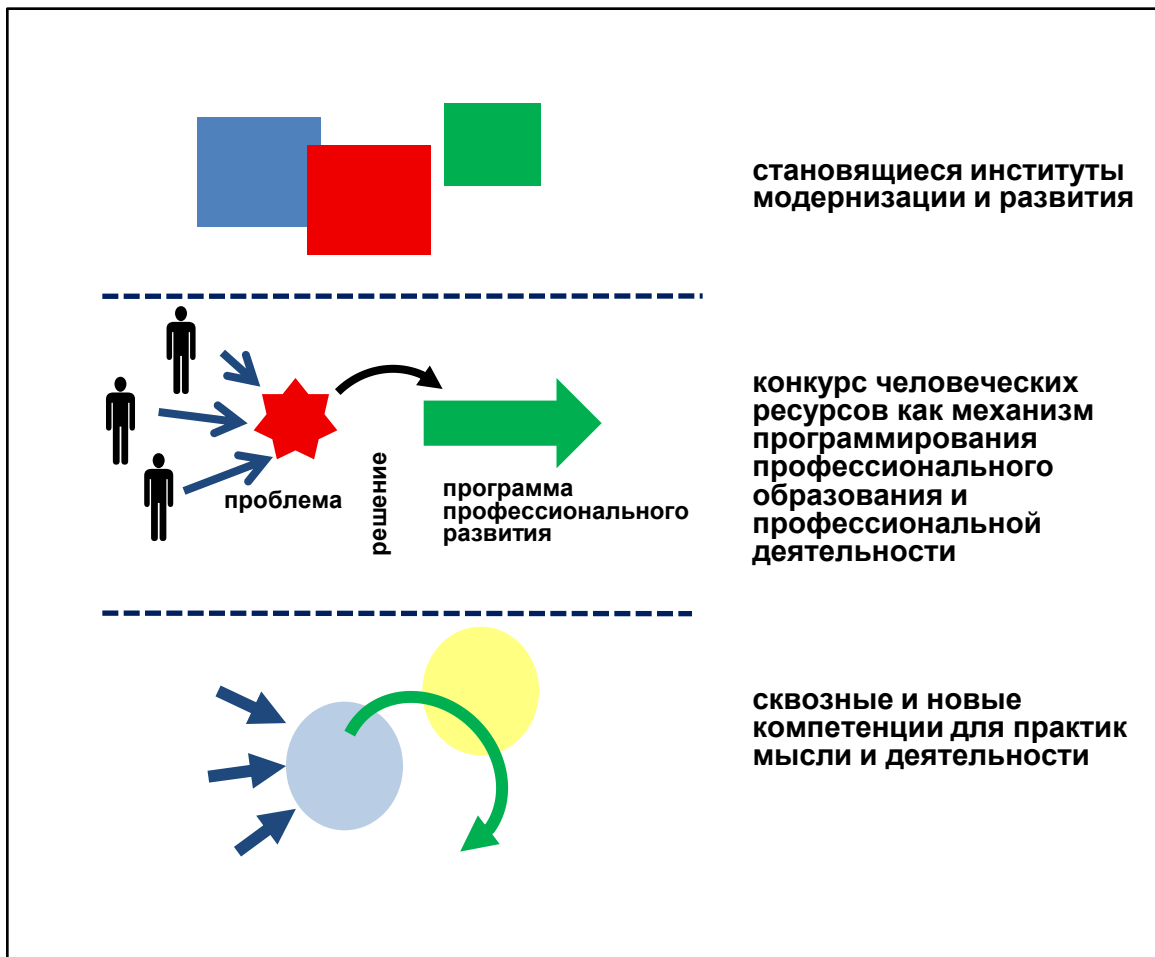 становящиеся институты
модернизации и развития
проблема
решение
программа
профессионального
развития
конкурс человеческих
ресурсов как механизм
программирования
профессионального
образования и
профессиональной
деятельности
сквозные и новые
компетенции для практик
мысли и деятельности